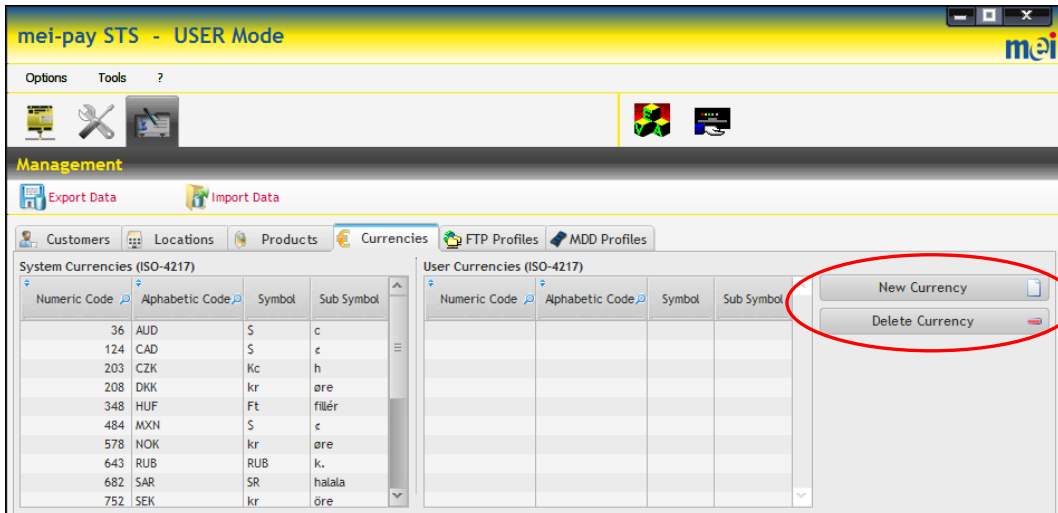 mei-pay STS - USER Mode
mei
Options Tools ?
Management
Export Data Import Data
Customers Locations Products Currencies FTP Profiles MDD Profiles
System Currencies (ISO-4217)
Numeric Code Alphabetic Code Symbol Sub Symbol
36 AUD $ c
124 CAD $ ¢
203 CZK Kc h
208 DKK kr øre
348 HUF Ft fillér
484 MXN $ ¢
578 NOK kr øre
643 RUB RUB k.
682 SAR SR halala
752 SEK kr öre
User Currencies (ISO-4217)
Numeric Code Alphabetic Code Symbol Sub Symbol
New Currency
Delete Currency